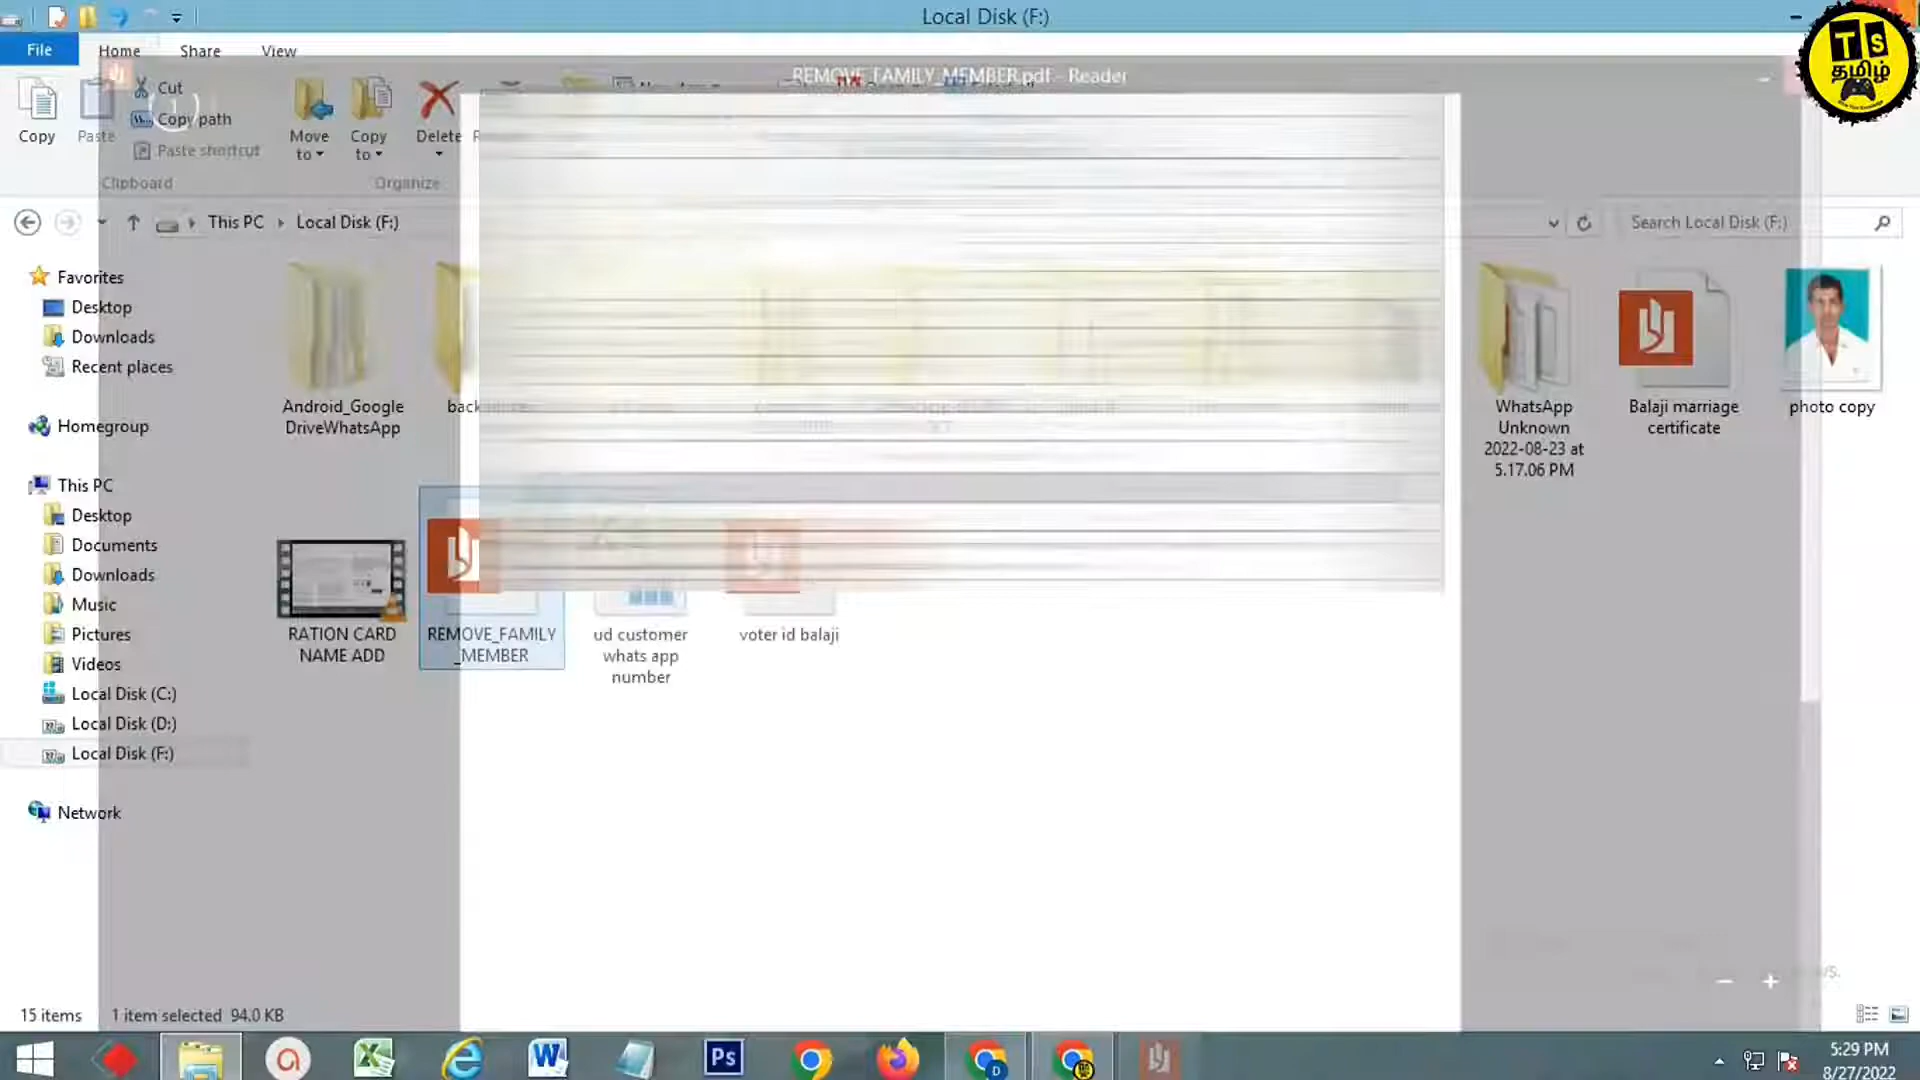 Local Disk (F:)
File
Home
Share
View
TS
தமிழ்
REMOVE_FAMILY_MEMBER.pdf - Reader
Copy
Paste
Cut
Copy path
Paste shortcut
Move
to
Copy
to
Delete
Clipboard
Organize
This PC
Local Disk (F:)
Search Local Disk (F:)
Favorites
Desktop
Downloads
Recent places
Homegroup
This PC
Desktop
Documents
Downloads
Music
Pictures
Videos
Local Disk (C:)
Local Disk (D:)
Local Disk (F:)
Network
Android_Google
DriveWhatsApp
WhatsApp
Unknown
2022-08-23 at
5.17.06 PM
Balaji marriage
certificate
photo copy
RATION CARD
NAME ADD
REMOVE_FAMILY
_MEMBER
ud customer
whats app
number
voter id balaji
15 items
1 item selected 94.0 KB
W
Ps
D
5:29 PM
8/27/2022